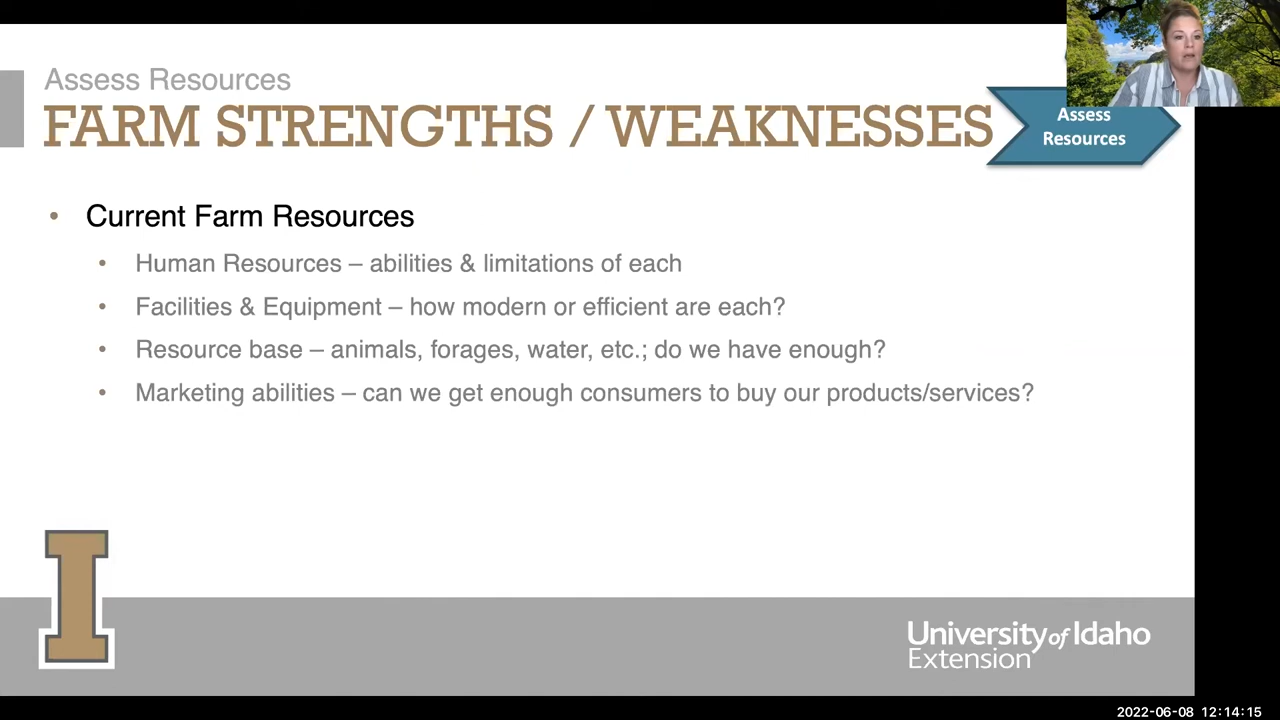 Assess Resources
FARM STRENGTHS / WEAKNESSES
Assess
Resources
• Current Farm Resources
• Human Resources – abilities & limitations of each
• Facilities & Equipment – how modern or efficient are each?
• Resource base – animals, forages, water, etc.; do we have enough?
• Marketing abilities – can we get enough consumers to buy our products/services?
I
University of Idaho
Extension
2022-06-08 12:14:15